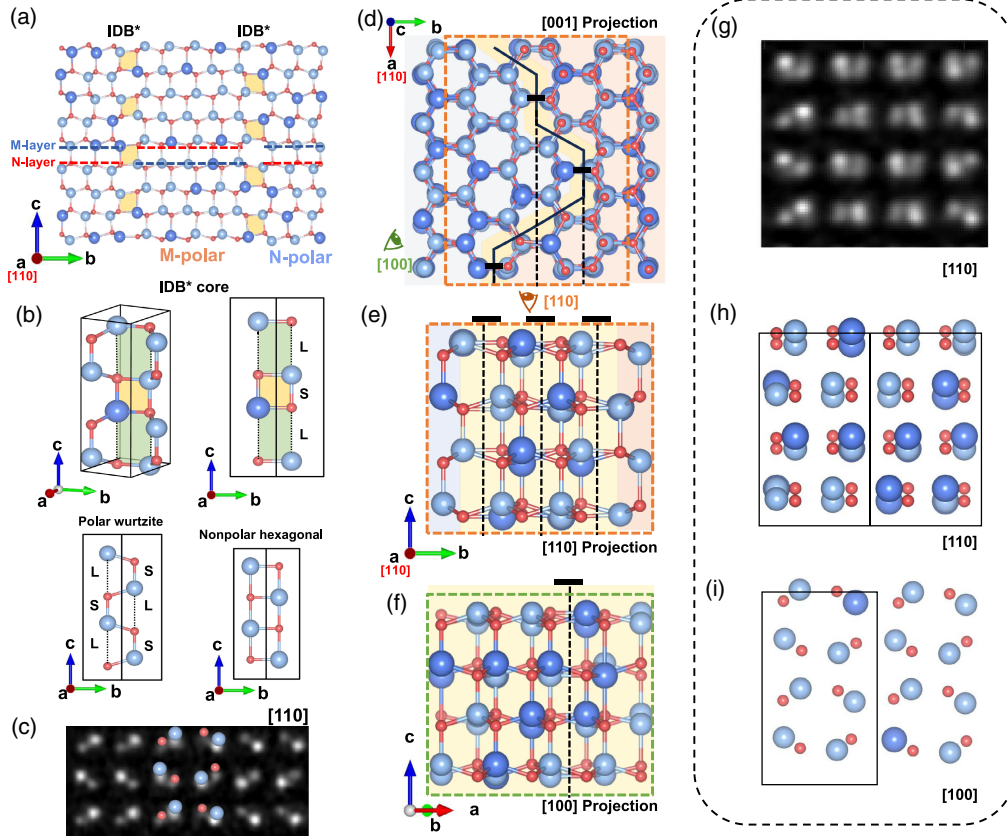 (a)
IDB*
IDB*
M-layer
N-layer
c
a
b
[110]
M-polar
N-polar
(b)
IDB* core
L
S
L
c
a
b
c
a
b
Polar wurtzite
L
S
S
L
L
S
c
a
b
Nonpolar hexagonal
c
a
b
(c)
[110]
(d)
[001] Projection
c
b
a
[110]
[100]
[110]
(e)
c
a
b
[110]
[110] Projection
(f)
c
b
a
[100] Projection
(g)
[110]
(h)
[110]
(i)
[100]